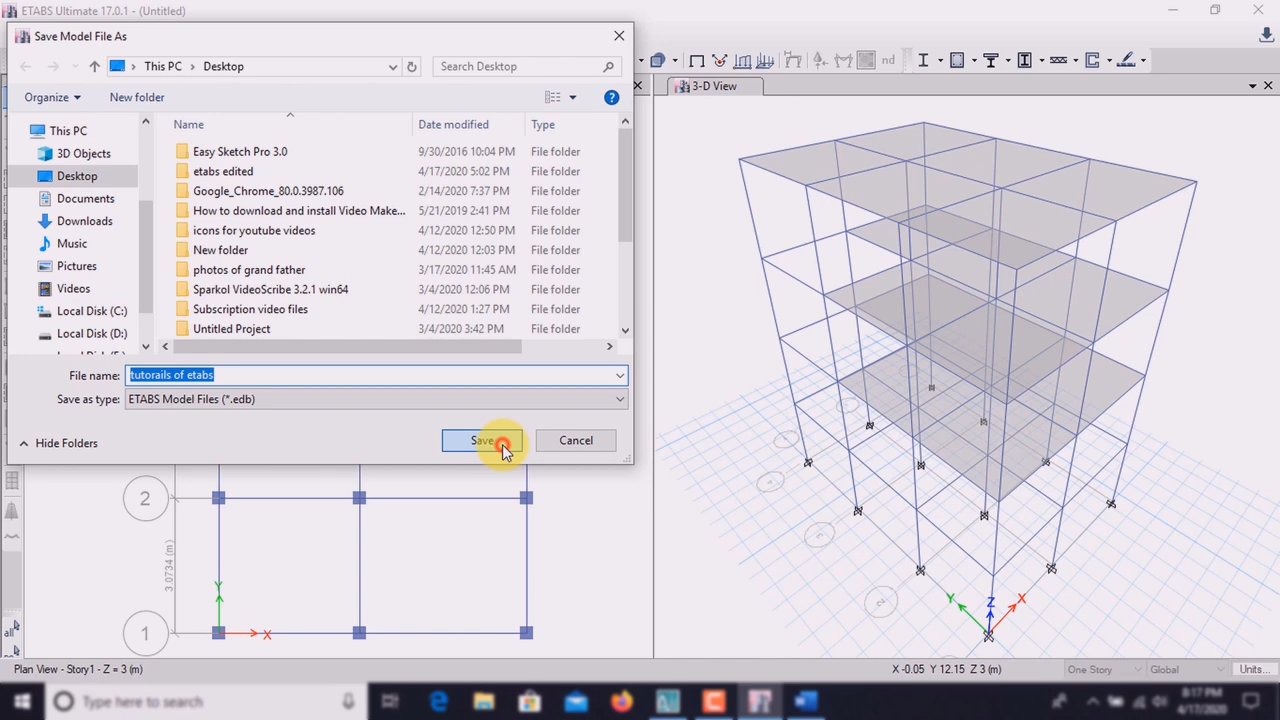 ETABS Ultimate 17.0.1 - (Untitled)
Save Model File As
This PC
Desktop
Search Desktop
Organize
New folder
Name
Date modified
Type
This PC
3D Objects
Desktop
Documents
Downloads
Music
Pictures
Videos
Local Disk (C:)
Local Disk (D:)
Easy Sketch Pro 3.0 9/30/2016 10:04 PM File folder
etabs edited 4/17/2020 5:02 PM File folder
Google_Chrome_80.0.3987.106 2/14/2020 7:37 PM File folder
How to download and install Video Make... 5/21/2019 2:41 PM File folder
icons for youtube videos 4/12/2020 12:50 PM File folder
New folder 4/12/2020 12:03 PM File folder
photos of grand father 3/17/2020 11:45 AM File folder
Sparkol VideoScribe 3.2.1 win64 3/4/2020 12:06 PM File folder
Subscription video files 4/12/2020 1:27 PM File folder
Untitled Project 3/4/2020 3:42 PM File folder
File name: tutorails of etabs
Save as type: ETABS Model Files (*.edb)
Hide Folders
Save
Cancel
nd
3-D View
2
3.0734 (m)
Y
1
X
Y
Z
X
all
Plan View - Story1 - Z = 3 (m)
X -0.05 Y 12.15 Z 3 (m)
One Story
Global
Units...
Type here to search
8:17 PM
4/17/2020